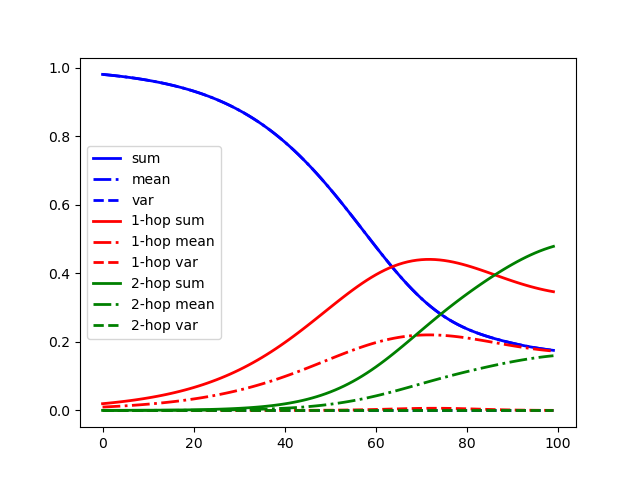 1.0
0.8
0.6
0.4
0.2
0.0
sum
mean
var
1-hop sum
1-hop mean
1-hop var
2-hop sum
2-hop mean
2-hop var
0
20
40
60
80
100